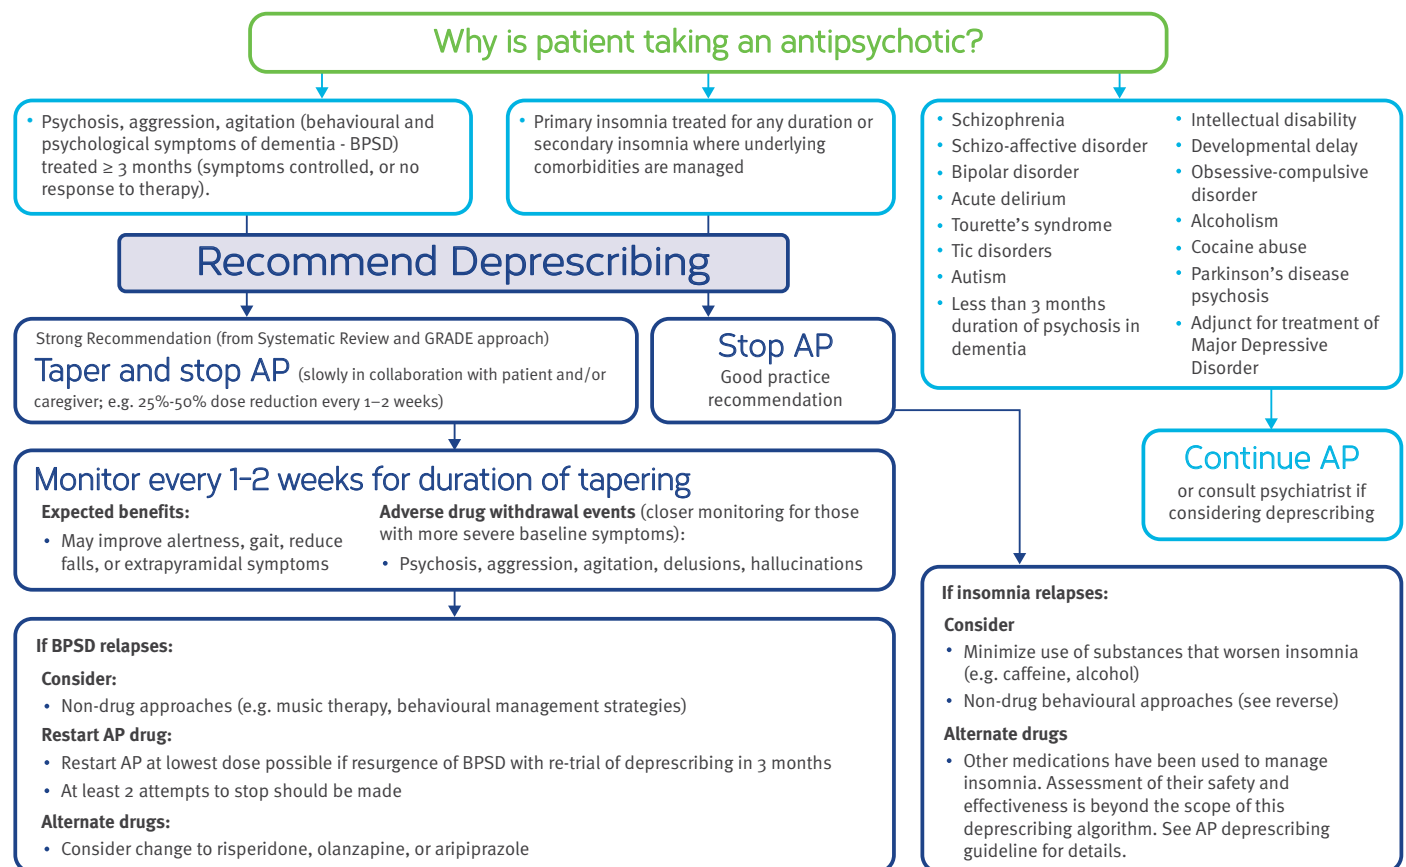 Why is patient taking an antipsychotic?
• Psychosis, aggression, agitation (behavioural and
psychological symptoms of dementia - BPSD)
treated ≥ 3 months (symptoms controlled, or no
response to therapy).
• Primary insomnia treated for any duration or
secondary insomnia where underlying
comorbidities are managed
• Schizophrenia
• Schizo-affective disorder
• Bipolar disorder
• Acute delirium
• Tourette's syndrome
• Tic disorders
• Autism
• Less than 3 months
duration of psychosis in
dementia
• Intellectual disability
• Developmental delay
• Obsessive-compulsive
disorder
• Alcoholism
• Cocaine abuse
• Parkinson's disease
psychosis
• Adjunct for treatment of
Major Depressive
Disorder
Recommend Deprescribing
Strong Recommendation (from Systematic Review and GRADE approach)
Taper and stop AP (slowly in collaboration with patient and/or
caregiver; e.g. 25%-50% dose reduction every 1–2 weeks)
Stop AP
Good practice
recommendation
Continue AP
or consult psychiatrist if
considering deprescribing
Monitor every 1-2 weeks for duration of tapering
Expected benefits:
• May improve alertness, gait, reduce
falls, or extrapyramidal symptoms
Adverse drug withdrawal events (closer monitoring for those
with more severe baseline symptoms):
• Psychosis, aggression, agitation, delusions, hallucinations
If BPSD relapses:
Consider:
• Non-drug approaches (e.g. music therapy, behavioural management strategies)
Restart AP drug:
• Restart AP at lowest dose possible if resurgence of BPSD with re-trial of deprescribing in 3 months
• At least 2 attempts to stop should be made
Alternate drugs:
• Consider change to risperidone, olanzapine, or aripiprazole
If insomnia relapses:
Consider
• Minimize use of substances that worsen insomnia
(e.g. caffeine, alcohol)
• Non-drug behavioural approaches (see reverse)
Alternate drugs
• Other medications have been used to manage
insomnia. Assessment of their safety and
effectiveness is beyond the scope of this
deprescribing algorithm. See AP deprescribing
guideline for details.